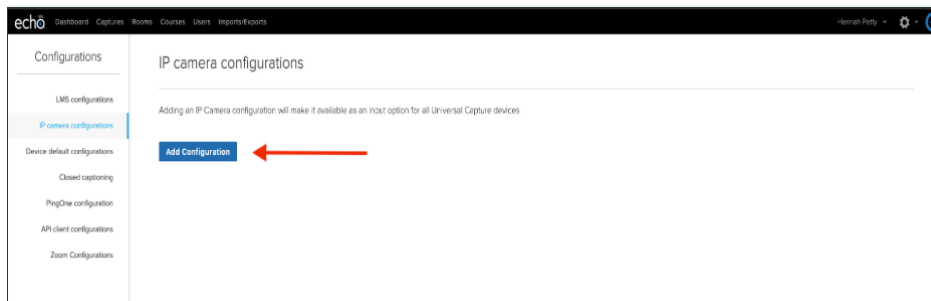 echo Dashboard Captures Rooms Courses Users Imports/Exports Hannah Petty
Configurations
IP camera configurations
LMS configurations
Adding an IP Camera configuration will make it available as an input option for all Universal Capture devices
IP camera configurations
Device default configurations
Add Configuration
Closed captioning
PingOne configuration
API client configurations
Zoom Configurations